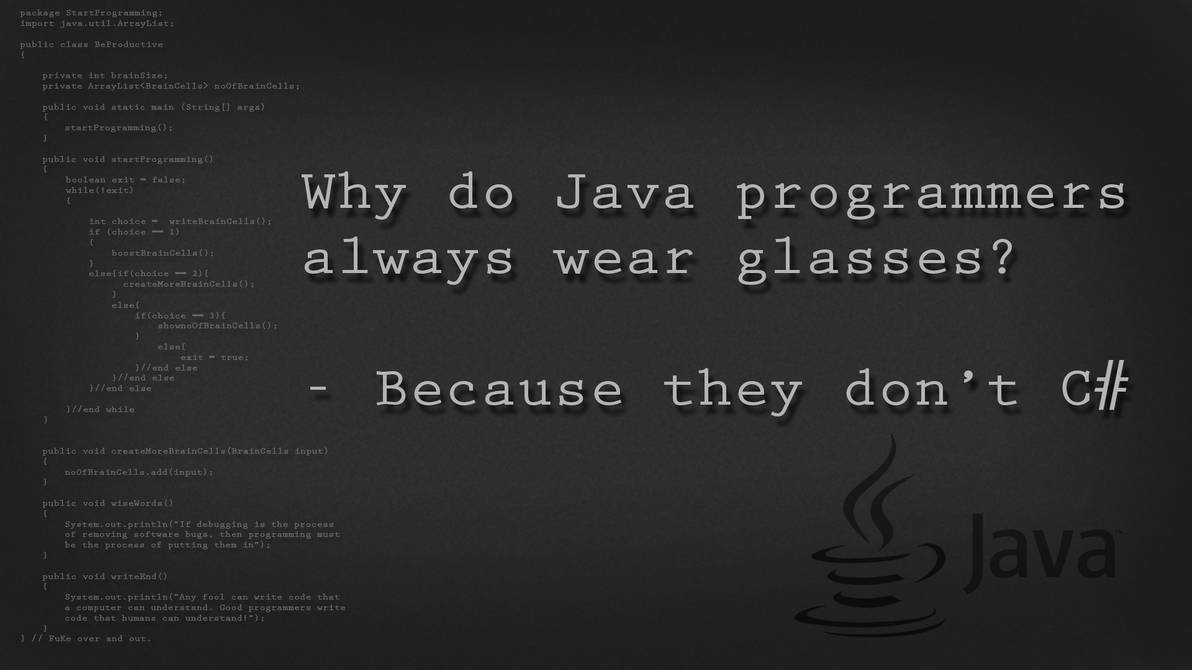 package StartProgramming;
import java.util.ArrayList;
public class BeProductive
{
private int brainSize;
private ArrayList<BrainCells> noOfBrainCells;
public void static main (String[] args)
{
startProgramming();
}
public void startProgramming()
{
boolean exit = false;
while(!exit)
{
int choice = writeBrainCells();
if (choice == 1)
{
boostBrainCells();
}
else{if(choice == 2){
createMoreBrainCells();
}
else{
if(choice == 3){
shownoOfBrainCells();
}
else{
exit = true;
}//end else
}//end else
}//end else
}//end while
}
public void createMoreBrainCells(BrainCells input)
{
noOfBrainCells.add(input);
}
public void wiseWords()
{
System.out.println("If debugging is the process
of removing software bugs, then programming must
be the process of putting them in");
}
public void writeEnd()
{
System.out.println("Any fool can write code that
a computer can understand. Good programmers write
code that humans can understand!");
}
} // FuKe over and out.
Why do Java programmers
always wear glasses?
- Because they don't C#
Java™